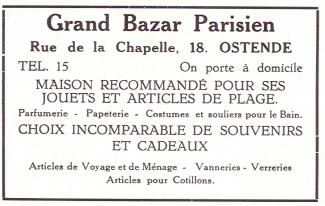 Grand Bazar Parisien
Rue de la Chapelle, 18. OSTENDE
TEL. 15 On porte à domicile
MAISON RECOMMANDÉ POUR SES
JOUETS ET ARTICLES DE PLAGE.
Parfumerie - Papeterie - Costumes et souliers pour le Bain.
CHOIX INCOMPARABLE DE SOUVENIRS
ET CADEAUX
Articles de Voyage et de Ménage - Vanneries - Verreries
Articles pour Cotillons.